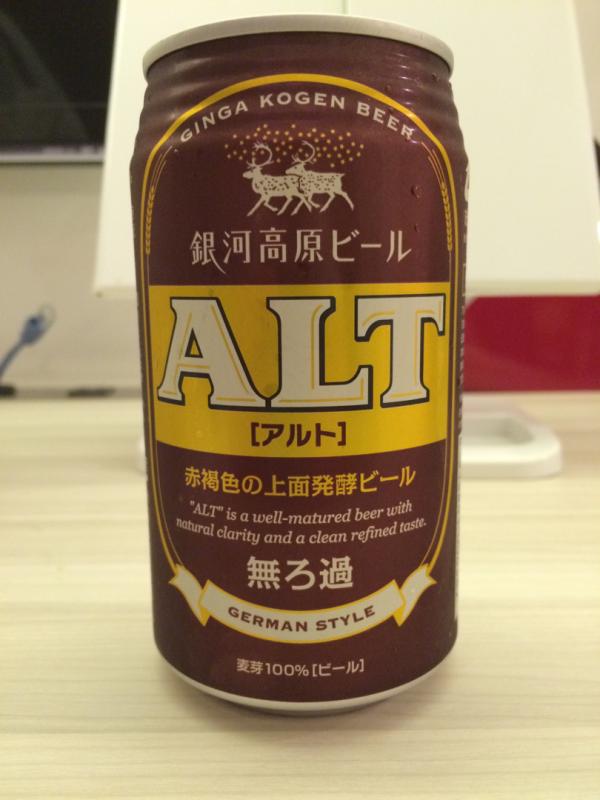 GINGA KOGEN BEER
銀河高原ビール
ALT
[アルト]
赤褐色の上面発酵ビール
"ALT" is a well-matured beer with
natural clarity and a clean refined taste.
無ろ過
GERMAN STYLE
麦芽100%[ビール]